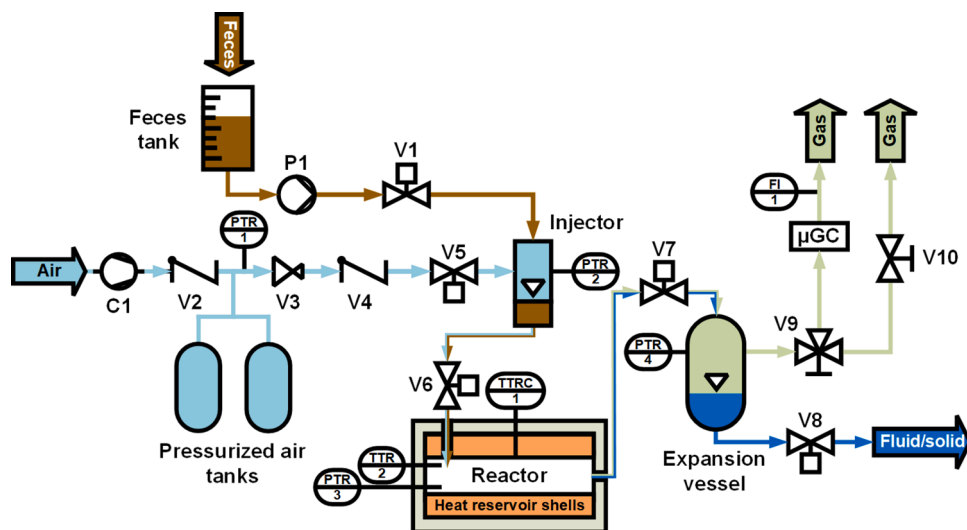 Feces
Feces
tank
P1
V1
Injector
PTR
1
Air
C1
V2
V3
V4
V5
PTR
2
V7
FI
1
Gas
Gas
µGC
V10
V9
PTR
4
V6
TTRC
1
Pressurized air
tanks
TTR
2
PTR
3
Reactor
Heat reservoir shells
Expansion
vessel
V8
Fluid/solid